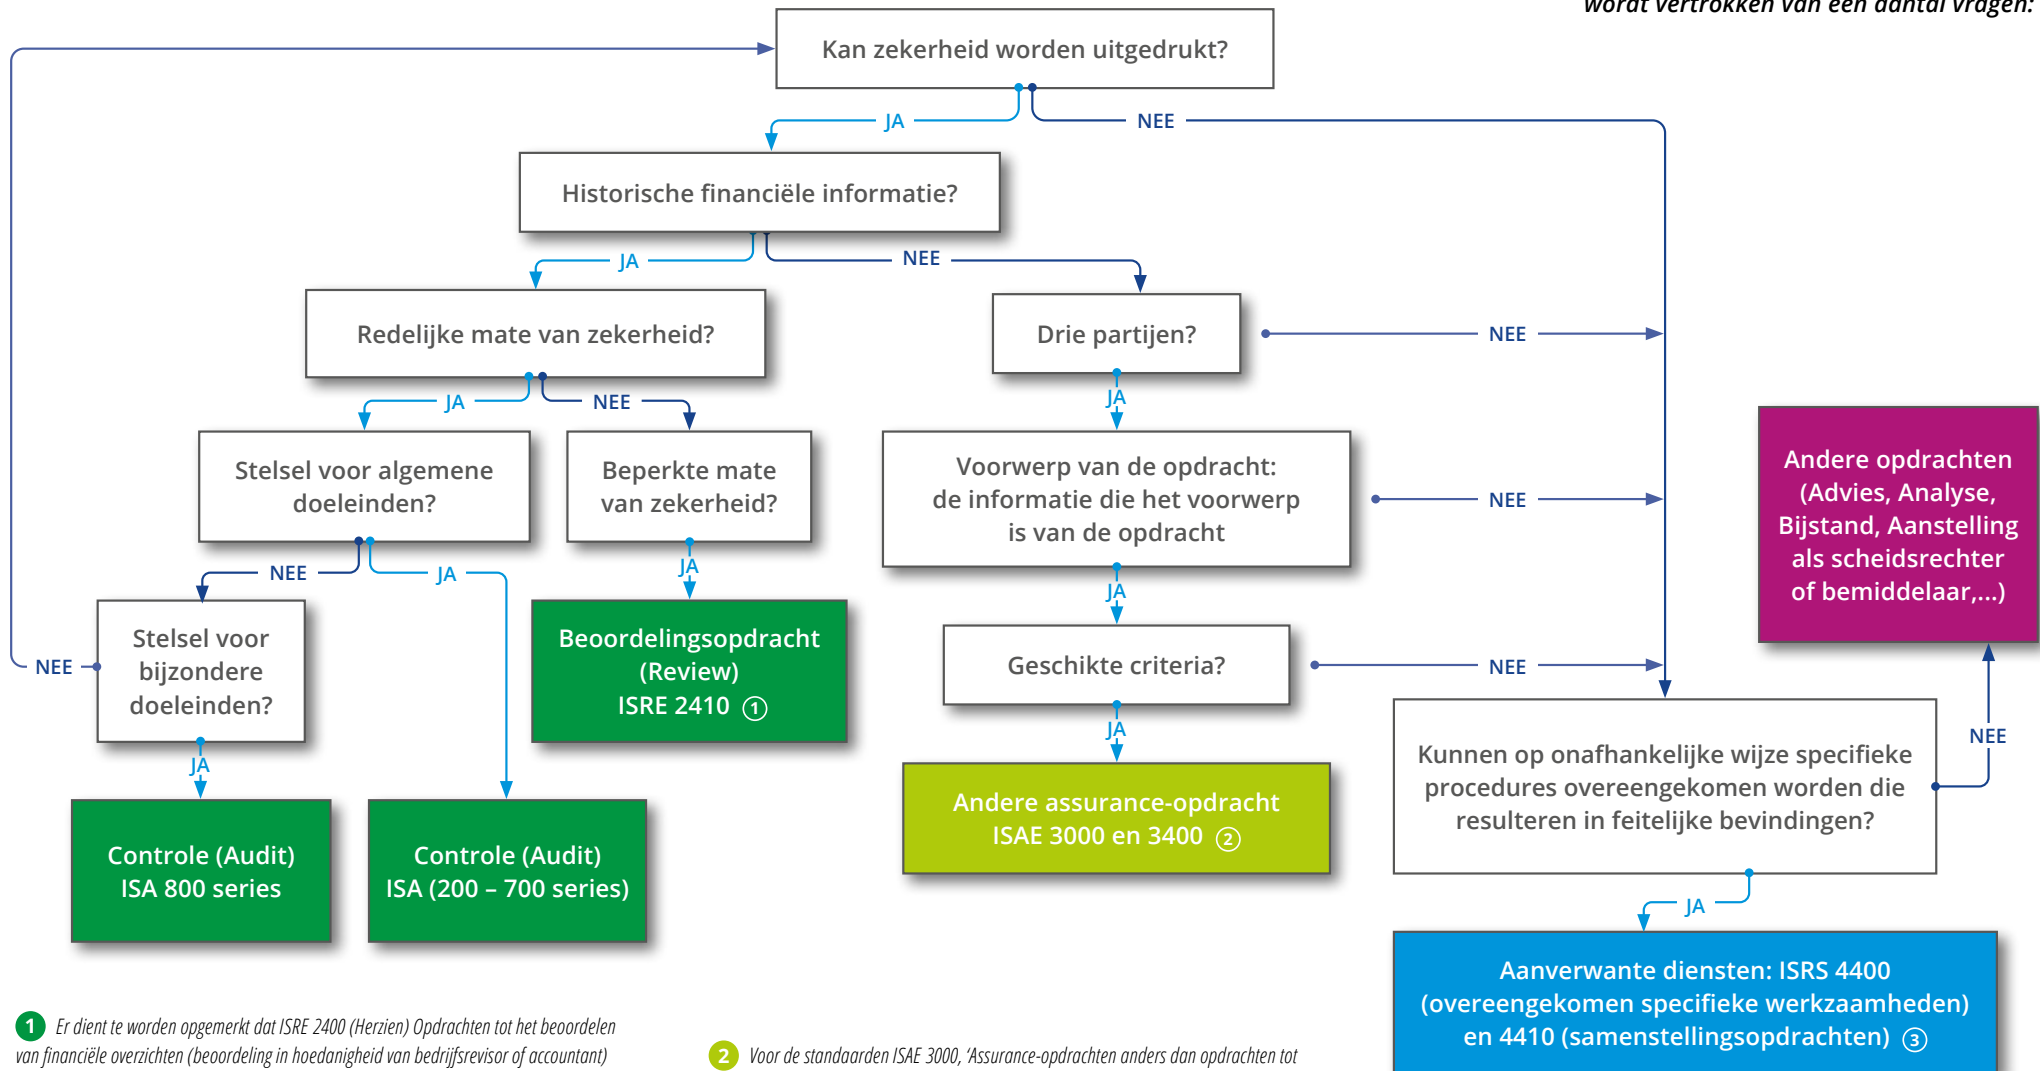 wordt vertrokken van een aantal vragen:
Kan zekerheid worden uitgedrukt?
JA
NEE
Historische financiële informatie?
JA
NEE
Redelijke mate van zekerheid?
Drie partijen?
NEE
JA
NEE
JA
Stelsel voor algemene
doeleinden?
Beperkte mate
van zekerheid?
Voorwerp van de opdracht:
de informatie die het voorwerp
is van de opdracht
NEE
Andere opdrachten
(Advies, Analyse,
Bijstand, Aanstelling
als scheidsrechter
of bemiddelaar,...)
NEE
JA
JA
JA
Stelsel voor
bijzondere
doeleinden?
NEE
Beoordelingsopdracht
(Review)
ISRE 2410 1
Geschikte criteria?
NEE
JA
JA
Kunnen op onafhankelijke wijze specifieke
procedures overeengekomen worden die
resulteren in feitelijke bevindingen?
NEE
Controle (Audit)
ISA 800 series
Controle (Audit)
ISA (200 – 700 series)
Andere assurance-opdracht
ISAE 3000 en 3400 2
JA
Aanverwante diensten: ISRS 4400
(overeengekomen specifieke werkzaamheden)
en 4410 (samenstellingsopdrachten) 3
1 Er dient te worden opgemerkt dat ISRE 2400 (Herzien) Opdrachten tot het beoordelen
van financiële overzichten (beoordeling in hoedanigheid van bedrijfsrevisor of accountant)
2 Voor de standaarden ISAE 3000, ‘Assurance-opdrachten anders dan opdrachten tot